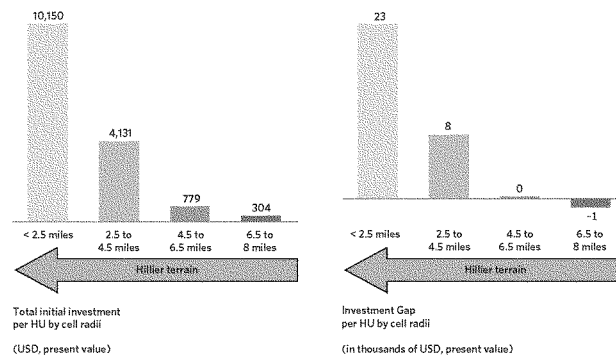 10,150
4,131
779
304
< 2.5 miles
2.5 to
4.5 miles
4.5 to
6.5 miles
6.5 to
8 miles
Hillier terrain
Total initial investment
per HU by cell radii
(USD, present value)
23
8
0
-1
< 2.5 miles
2.5 to
4.5 miles
4.5 to
6.5 miles
6.5 to
8 miles
Hillier terrain
Investment Gap
per HU by cell radii
(in thousands of USD, present value)